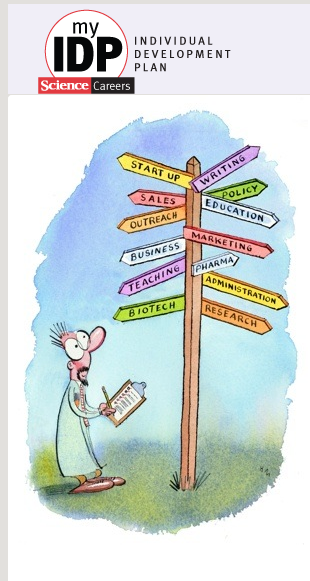 my
IDP
INDIVIDUAL
DEVELOPMENT
PLAN
Science Careers
START UP
WRITING
POLICY
SALES
EDUCATION
OUTREACH
MARKETING
BUSINESS
PHARMA
TEACHING
ADMINISTRATION
BIOTECH
RESEARCH